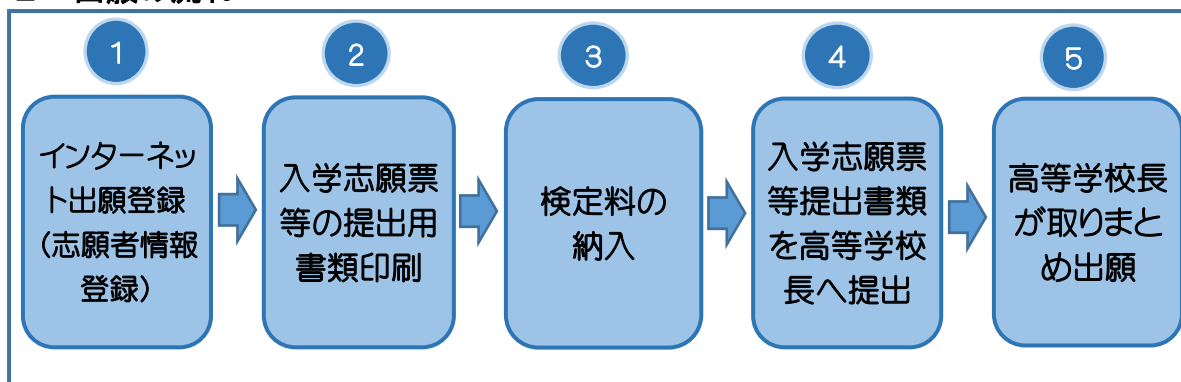 1
インターネッ
ト出願登録
(志願者情報
登録)
2
入学志願票
等の提出用
書類印刷
3
検定料の
納入
4
入学志願票
等提出書類
を高等学校
長へ提出
5
高等学校長
が取りまと
め出願